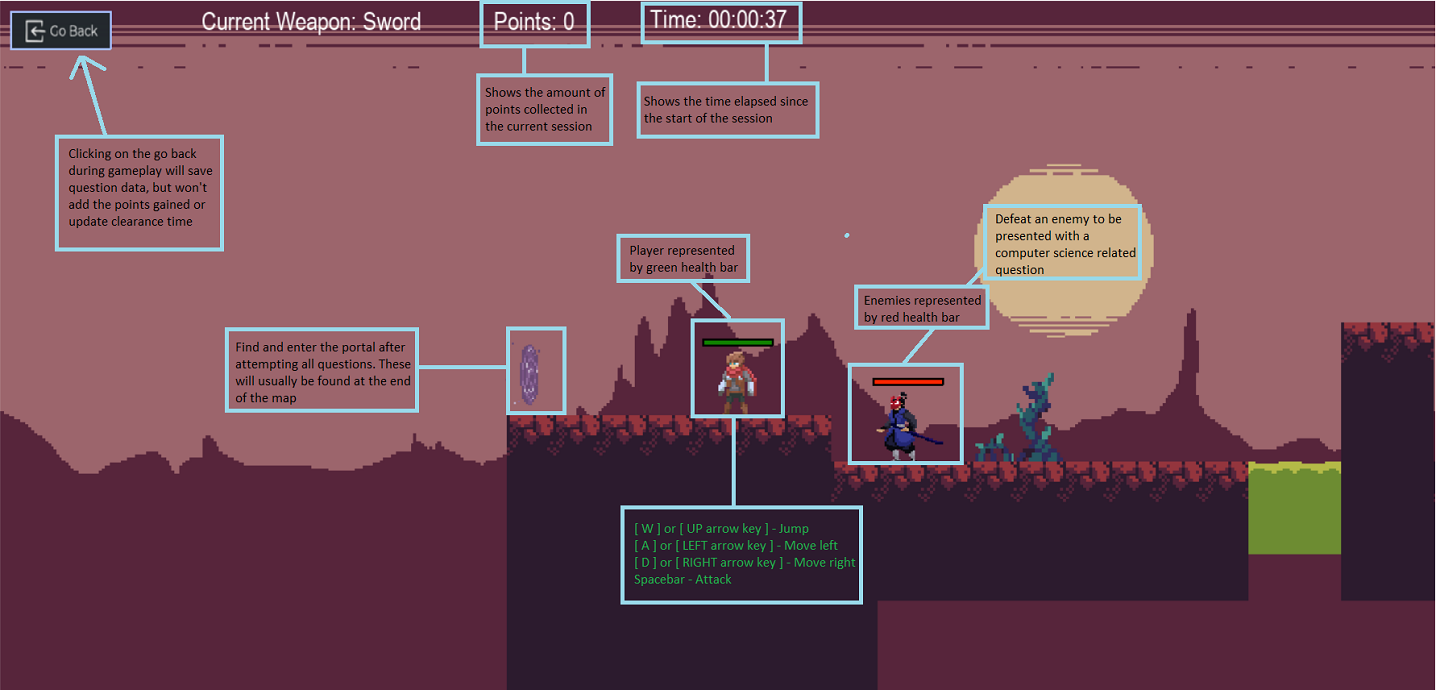 Go Back
Current Weapon: Sword
Points: 0
Time: 00:00:37
Shows the amount of
points collected in
the current session
Shows the time elapsed since
the start of the session
Clicking on the go back
during gameplay will save
question data, but won't
add the points gained or
update clearance time
Defeat an enemy to be
presented with a
computer science related
question
Player represented
by green health bar
Enemies represented
by red health bar
Find and enter the portal after
attempting all questions. These
will usually be found at the end
of the map
[ W ] or [ UP arrow key ] - Jump
[ A ] or [ LEFT arrow key ] - Move left
[ D ] or [ RIGHT arrow key ] - Move right
Spacebar - Attack